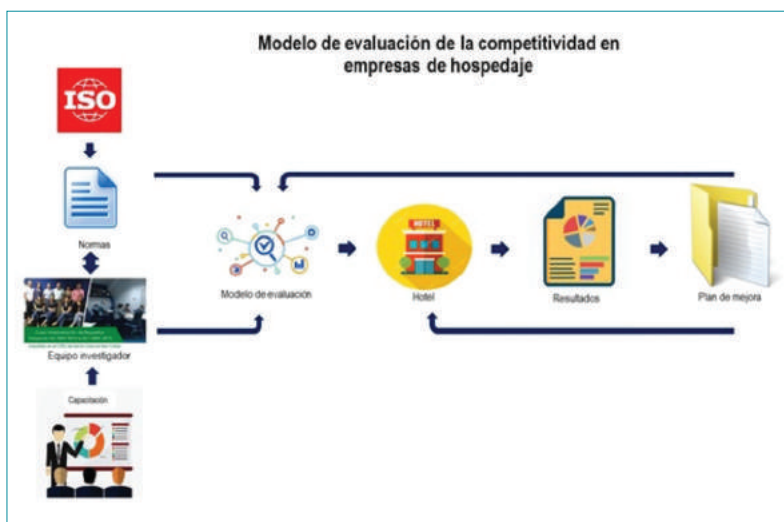 Modelo de evaluación de la competitividad en
empresas de hospedaje
ISO
Normas
Equipo investigador
Capacitación
Modelo de evaluación
HOTEL
Hotel
Resultados
Plan de mejora